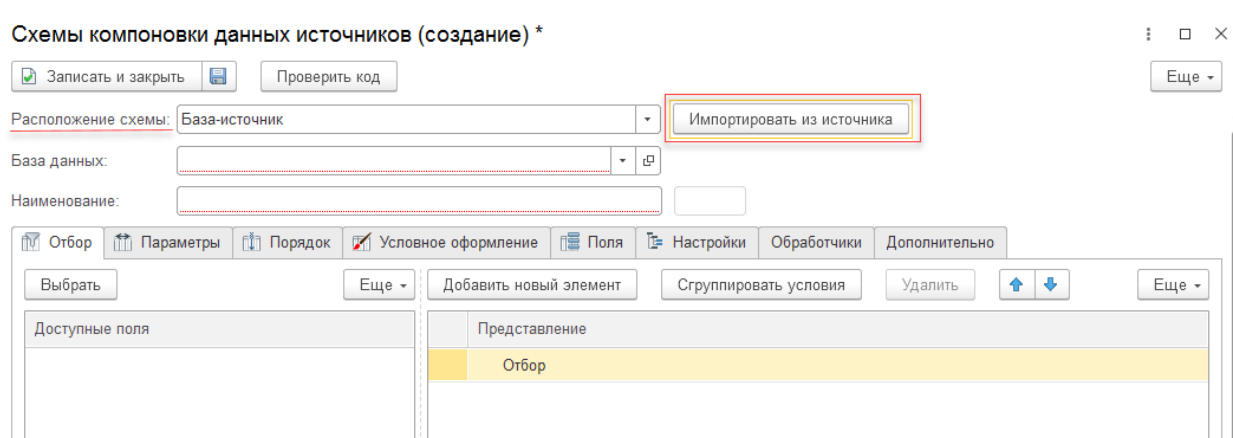 Схемы компоновки данных источников (создание) *
Записать и закрыть Проверить код Еще
Расположение схемы: База-источник Импортировать из источника
База данных:
Наименование:
Отбор Параметры Порядок Условное оформление Поля Настройки Обработчики Дополнительно
Выбрать Еще Добавить новый элемент Сгруппировать условия Удалить Еще
Доступные поля Представление
Отбор